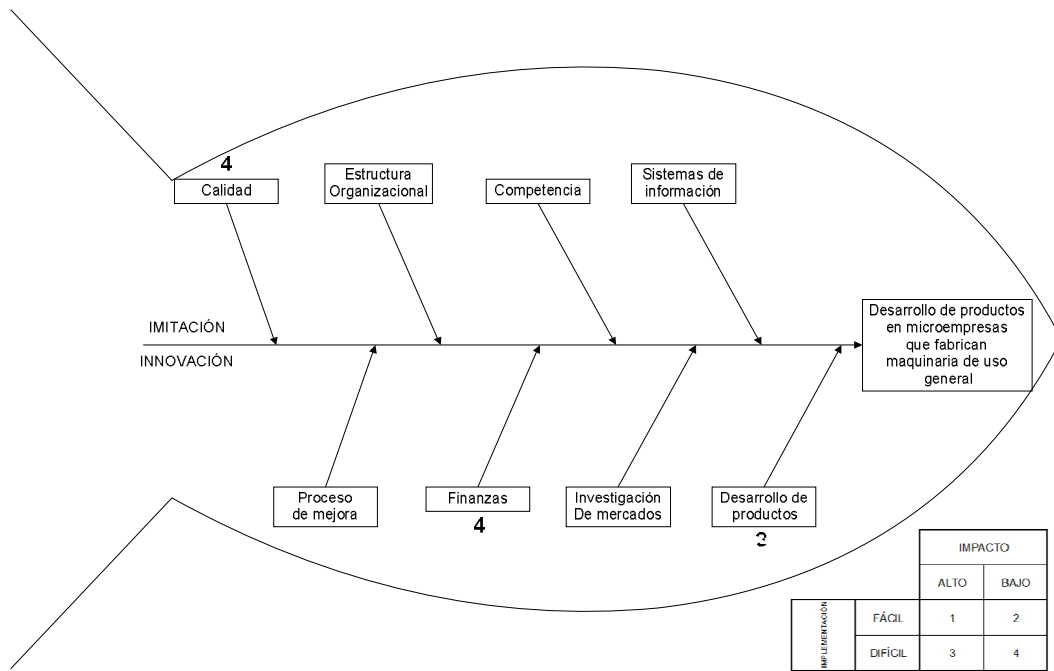 4
Calidad
Estructura
Organizacional
Competencia
Sistemas de
información
IMITACIÓN
INNOVACIÓN
Desarrollo de productos
en microempresas
que fabrican
maquinaria de uso
general
Proceso
de mejora
Finanzas
4
Investigación
De mercados
Desarrollo de
productos
3
IMPACTO
ALTO BAJO
IMPLEMENTACIÓN
FÁCIL 1 2
DIFÍCIL 3 4